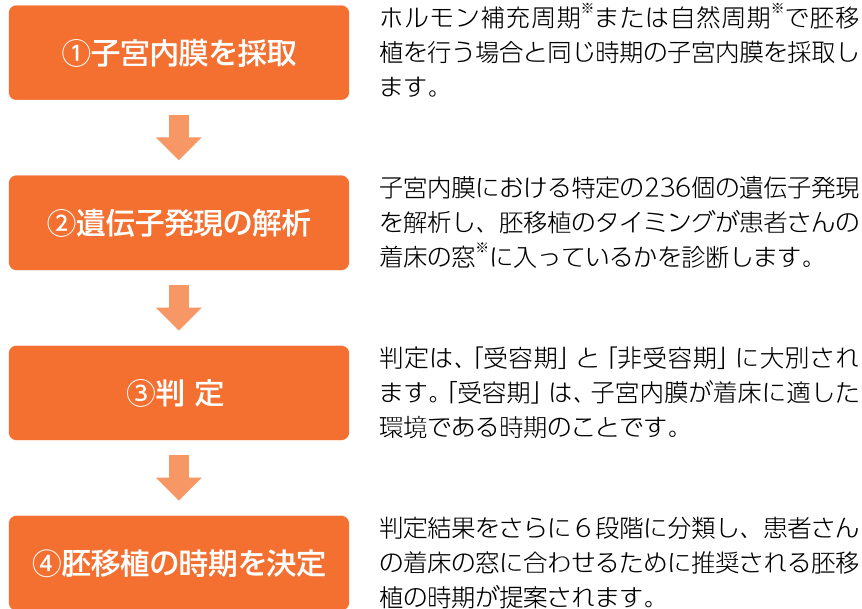 ①子宮内膜を採取
ホルモン補充周期※または自然周期※で胚移
植を行う場合と同じ時期の子宮内膜を採取し
ます。
②遺伝子発現の解析
子宮内膜における特定の236個の遺伝子発現
を解析し、胚移植のタイミングが患者さんの
着床の窓※に入っているかを診断します。
③判 定
判定は、「受容期」と「非受容期」に大別され
ます。「受容期」は、子宮内膜が着床に適した
環境である時期のことです。
④胚移植の時期を決定
判定結果をさらに6段階に分類し、患者さん
の着床の窓に合わせるために推奨される胚移
植の時期が提案されます。